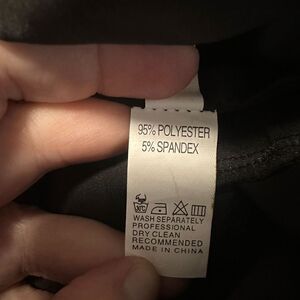 95% POLYESTER
5% SPANDEX
WASH SEPARATELY
PROFESSIONAL
DRY CLEAN
RECOMMENDED
MADE IN CHINA